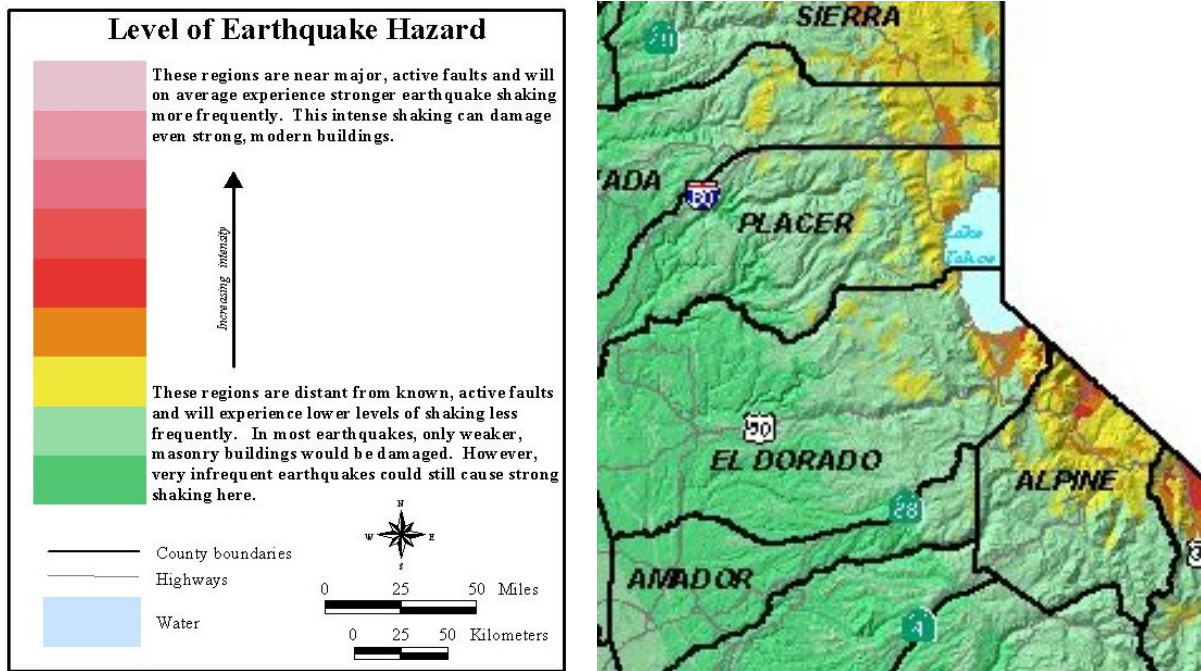 Level of Earthquake Hazard
These regions are near major, active faults and will
on average experience stronger earthquake shaking
more frequently. This intense shaking can damage
even strong, modern buildings.
Increasing intensity
These regions are distant from known, active faults
and will experience lower levels of shaking less
frequently. In most earthquakes, only weaker,
masonry buildings would be damaged. However,
very infrequent earthquakes could still cause strong
shaking here.
N
W E
S
County boundaries
Highways
Water
0 25 50 Miles
0 25 50 Kilometers
SIERRA
ADA
PLACER
Lake
Tahoe
EL DORADO
ALPINE
28
AMADOR
4